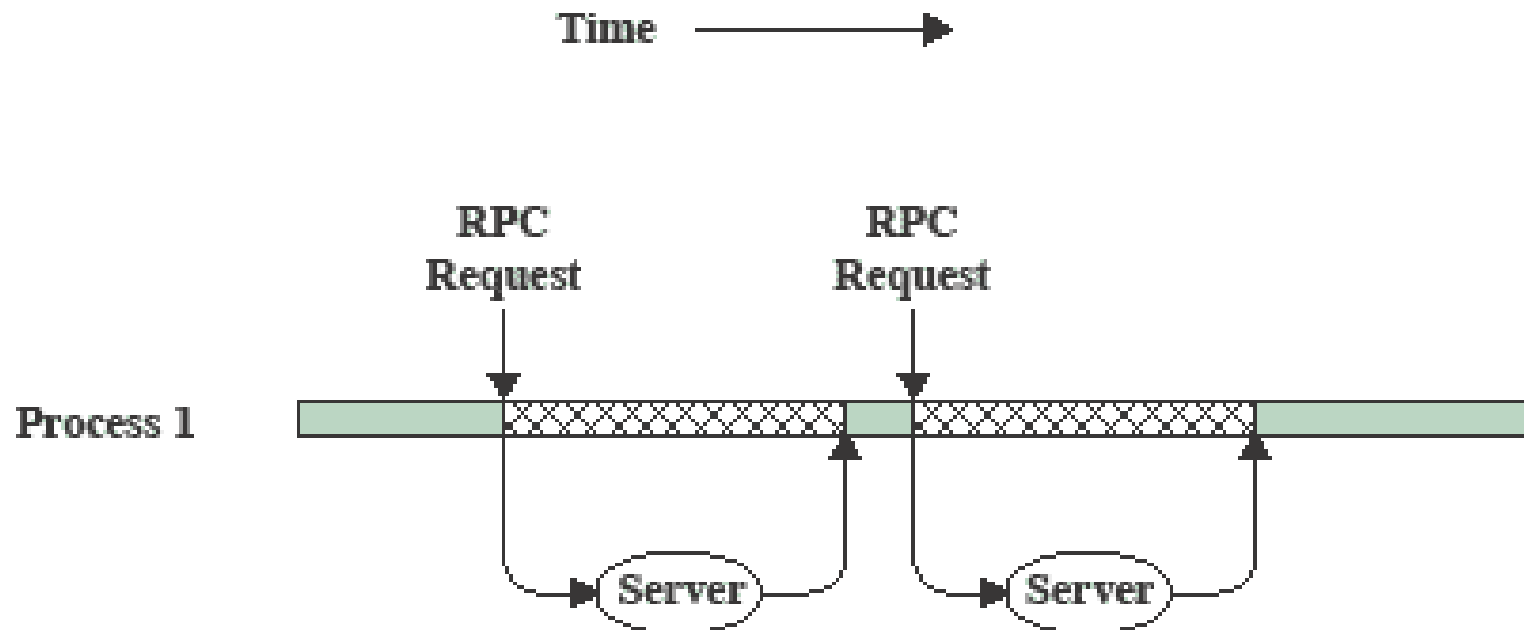 Time
RPC
Request
RPC
Request
Process 1
Server
Server